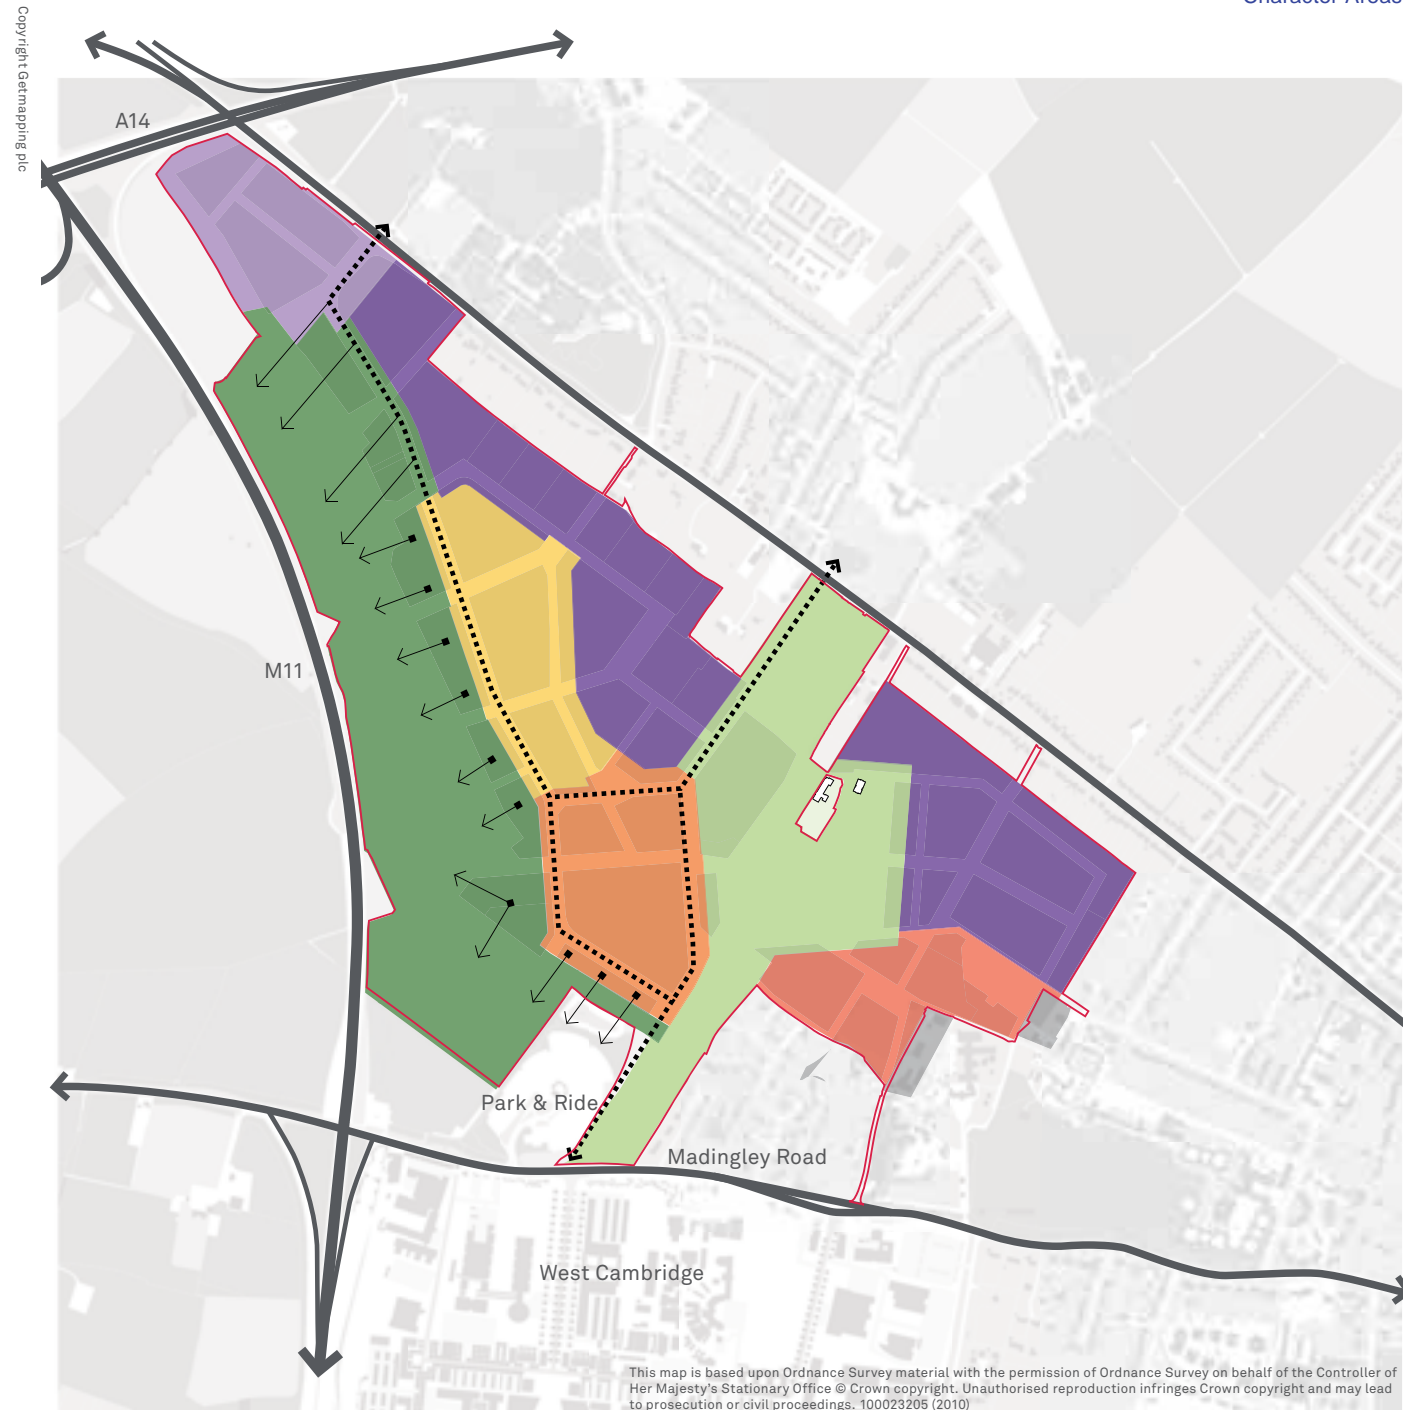 Character Areas
Copyright Getmapping plc
A14
M11
Park & Ride
Madingley Road
West Cambridge
This map is based upon Ordnance Survey material with the permission of Ordnance Survey on behalf of the Controller of
Her Majesty's Stationary Office © Crown copyright. Unauthorised reproduction infringes Crown copyright and may lead
to prosecution or civil proceedings. 100023205 (2010)